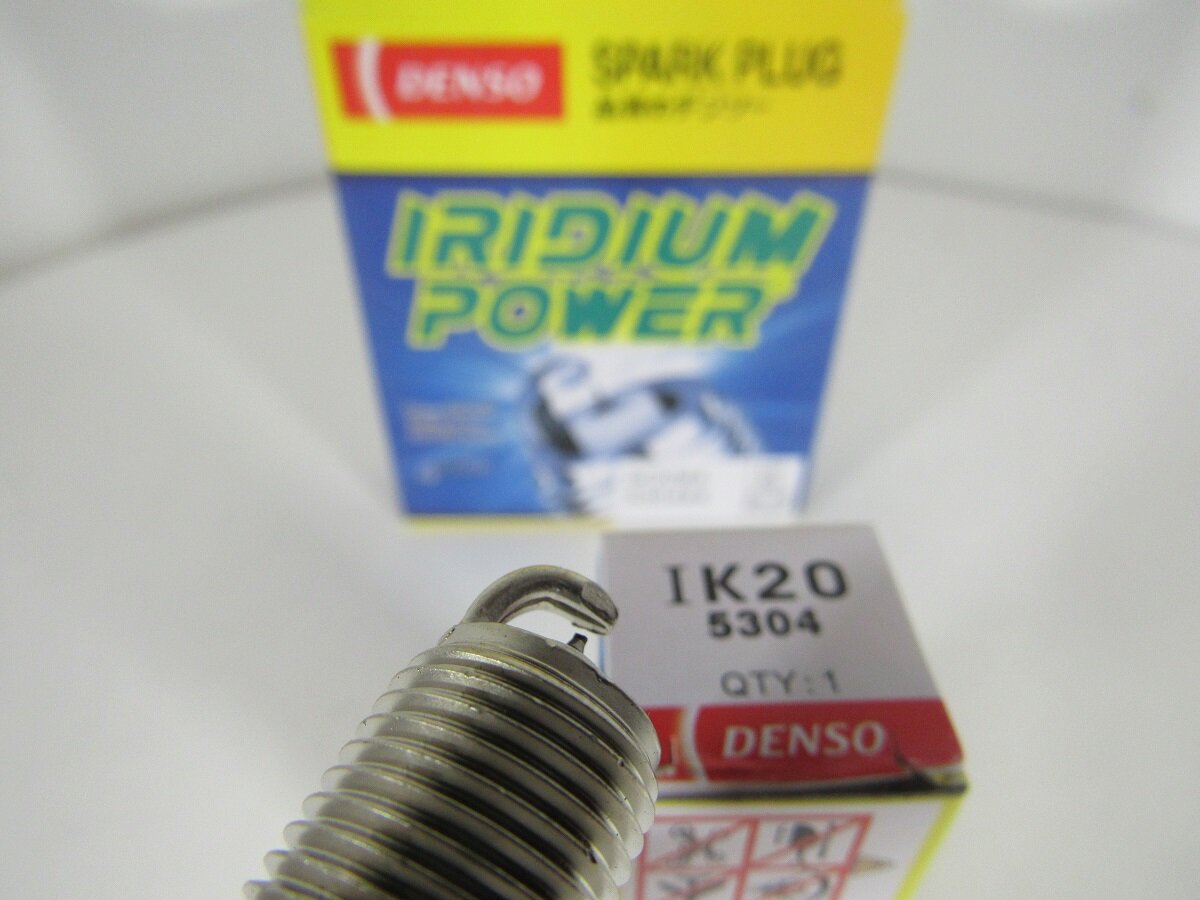 DENSO
SPARK PLUG
IRIDIUM
POWER
IK20
5304
QTY:1
DENSO